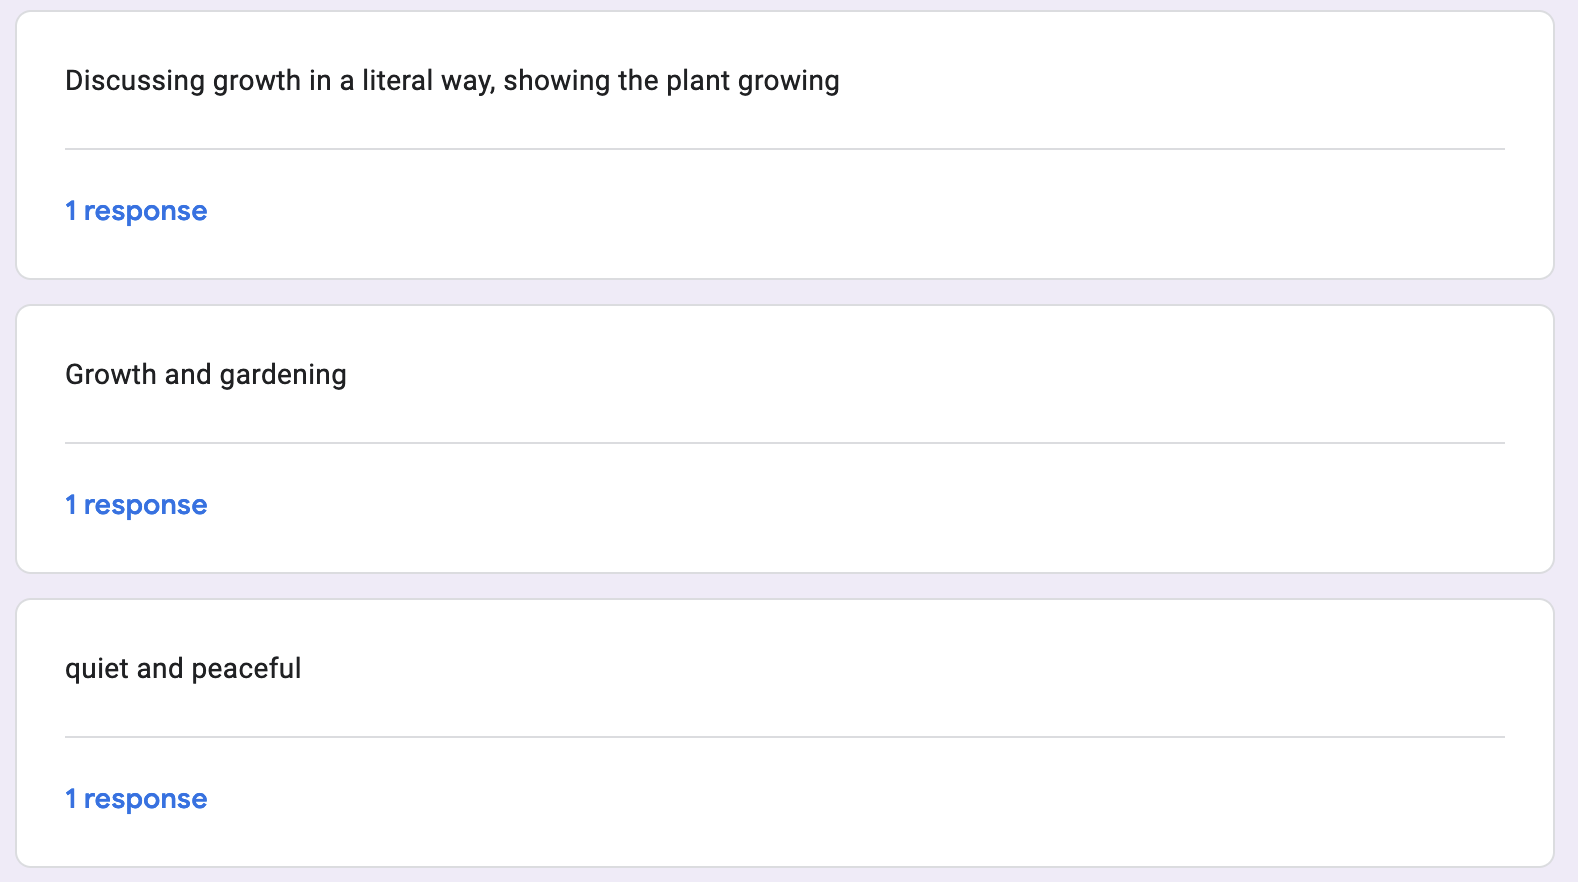 Discussing growth in a literal way, showing the plant growing
1 response
Growth and gardening
1 response
quiet and peaceful
1 response